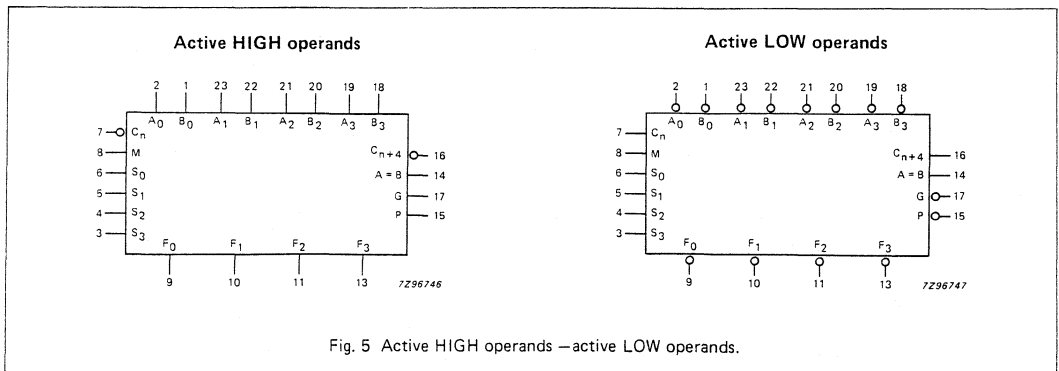 Active HIGH operands
2 1 23 22 21 20 19 18
A0 B0 A1 B1 A2 B2 A3 B3
7 Cn
8 M
6 S0
5 S1
4 S2
3 S3
Cn+4 16
A = B 14
G 17
P 15
F0 F1 F2 F3
9 10 11 13
7Z96746
Active LOW operands
2 1 23 22 21 20 19 18
A0 B0 A1 B1 A2 B2 A3 B3
7 Cn
8 M
6 S0
5 S1
4 S2
3 S3
Cn+4 16
A = B 14
G 17
P 15
F0 F1 F2 F3
9 10 11 13
7Z96747
Fig. 5 Active HIGH operands —active LOW operands.